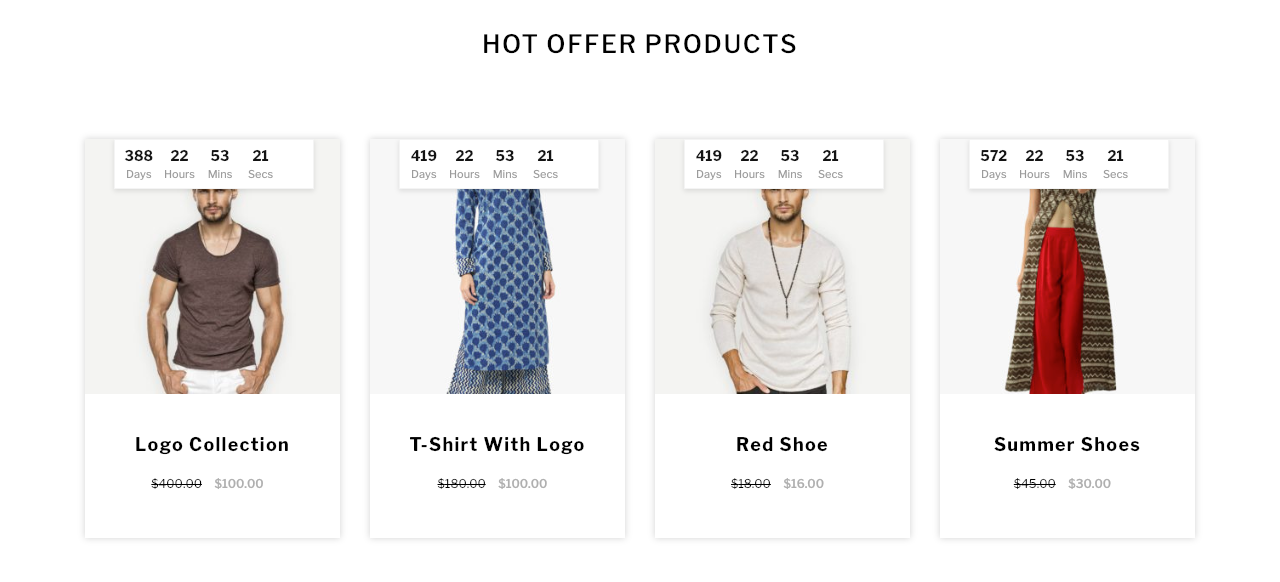 HOT OFFER PRODUCTS
388 22 53 21
Days Hours Mins Secs
419 22 53 21
Days Hours Mins Secs
419 22 53 21
Days Hours Mins Secs
572 22 53 21
Days Hours Mins Secs
Logo Collection
$400.00 $100.00
T-Shirt With Logo
$180.00 $100.00
Red Shoe
$18.00 $16.00
Summer Shoes
$45.00 $30.00